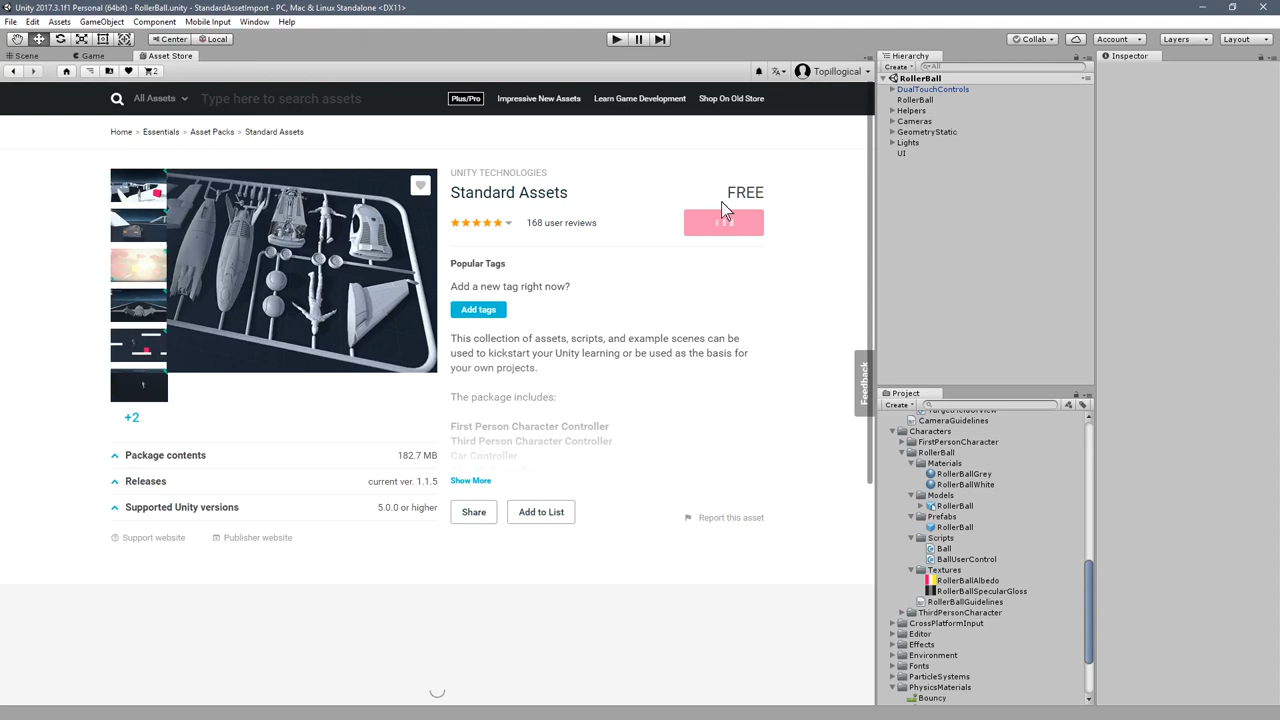 Unity 2017.3.1f1 Personal (64bit) - RollerBall.unity - StandardAssetImport - PC, Mac & Linux Standalone <DX11>
File Edit Assets GameObject Component Mobile Input Window Help
Center Local Collab Account Layers Layout
Scene Game Asset Store
2 Topillogical
All Assets Type here to search assets Plus/Pro Impressive New Assets Learn Game Development Shop On Old Store
Home > Essentials > Asset Packs > Standard Assets
UNITY TECHNOLOGIES
Standard Assets FREE
168 user reviews
Popular Tags
Add a new tag right now?
Add tags
This collection of assets, scripts, and example scenes can be
used to kickstart your Unity learning or be used as the basis for
your own projects.
The package includes:
First Person Character Controller
Third Person Character Controller
Car Controller
Show More
Share Add to List Report this asset
+2
Package contents 182.7 MB
Releases current ver. 1.1.5
Supported Unity versions 5.0.0 or higher
Support website Publisher website
Feedback
Hierarchy
Create All
RollerBall
DualTouchControls
RollerBall
Helpers
Cameras
GeometryStatic
Lights
UI
Project
Create
CameraGuidelines
Characters
FirstPersonCharacter
RollerBall
Materials
RollerBallGrey
RollerBallWhite
Models
RollerBall
Prefabs
RollerBall
Scripts
Ball
BallUserControl
Textures
RollerBallAlbedo
RollerBallSpecularGloss
RollerBallGuidelines
ThirdPersonCharacter
CrossPlatformInput
Editor
Effects
Environment
Fonts
ParticleSystems
PhysicsMaterials
Bouncy
Inspector